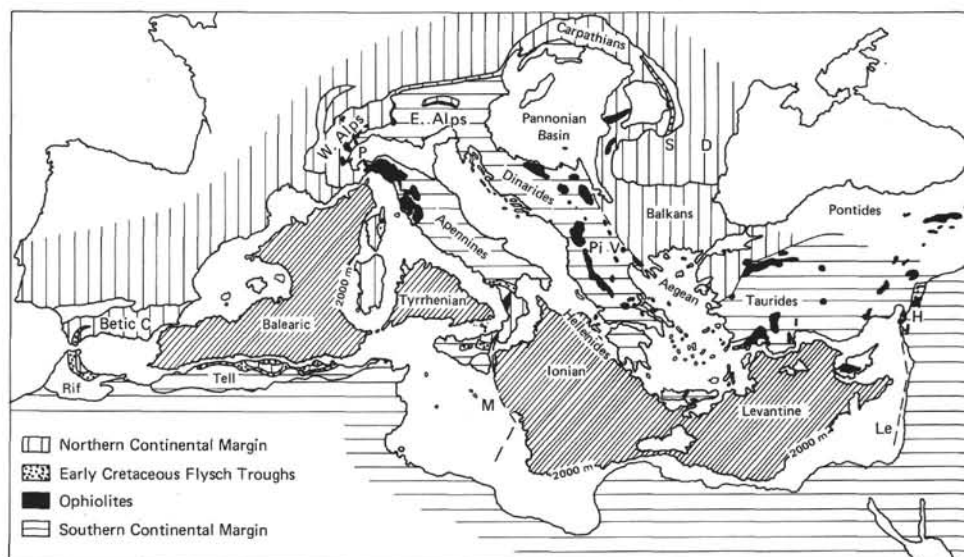 Carpathians
W. Alps
E. Alps
Pannonian
Basin
S
D
P
Dinarides
Balkans
Pontides
Apennines
Pi
V
Aegean
2000 m
Tyrrhenian
Taurides
H
Betic C
Balearic
Hellenides
Rif
Tell
Ionian
M
Levantine
Le
2000 m
2000 m
Northern Continental Margin
Early Cretaceous Flysch Troughs
Ophiolites
Southern Continental Margin